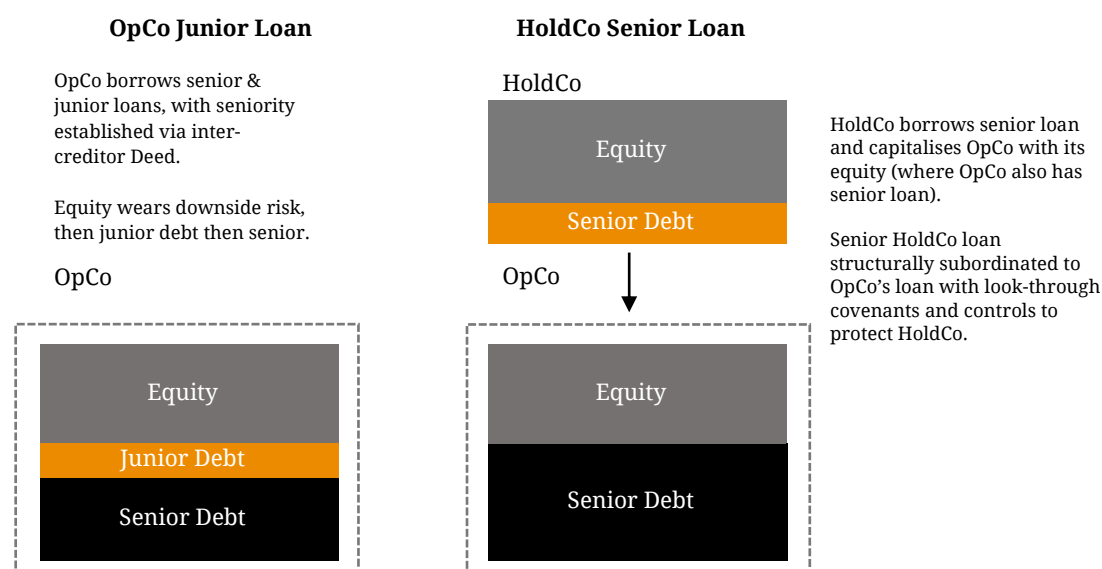 OpCo Junior Loan
OpCo borrows senior &
junior loans, with seniority
established via inter-
creditor Deed.
Equity wears downside risk,
then junior debt then senior.
OpCo
Equity
Junior Debt
Senior Debt
HoldCo Senior Loan
HoldCo
Equity
Senior Debt
OpCo
Equity
Senior Debt
HoldCo borrows senior loan
and capitalises OpCo with its
equity (where OpCo also has
senior loan).
Senior HoldCo loan
structurally subordinated to
OpCo’s loan with look-through
covenants and controls to
protect HoldCo.